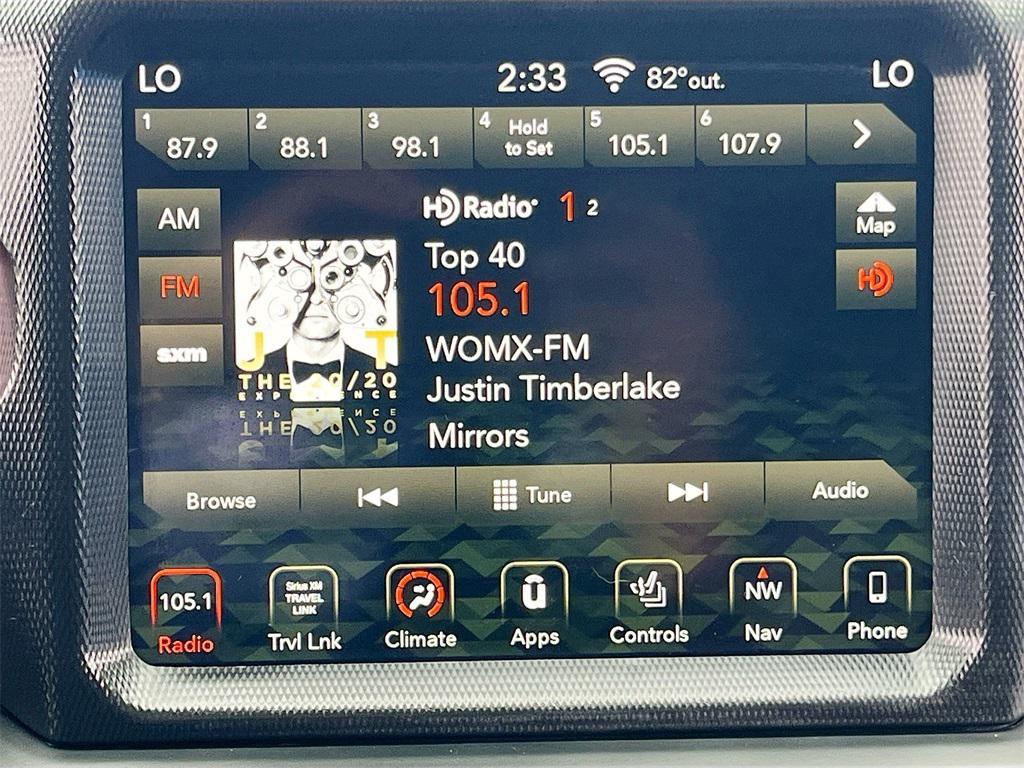 LO 2:33 82° out. LO
1 87.9 2 88.1 3 98.1 4 Hold to Set 5 105.1 6 107.9
AM
FM
sxm
HD Radio 1 2
Top 40
105.1
WOMX-FM
Justin Timberlake
Mirrors
J T
THE 20/20
EXPERIENCE
Map
HD
Browse Tune Audio
105.1 Radio
Sirius XM
TRAVEL
LINK
Trvl Lnk
Climate
Apps
Controls
NW
Nav
Phone